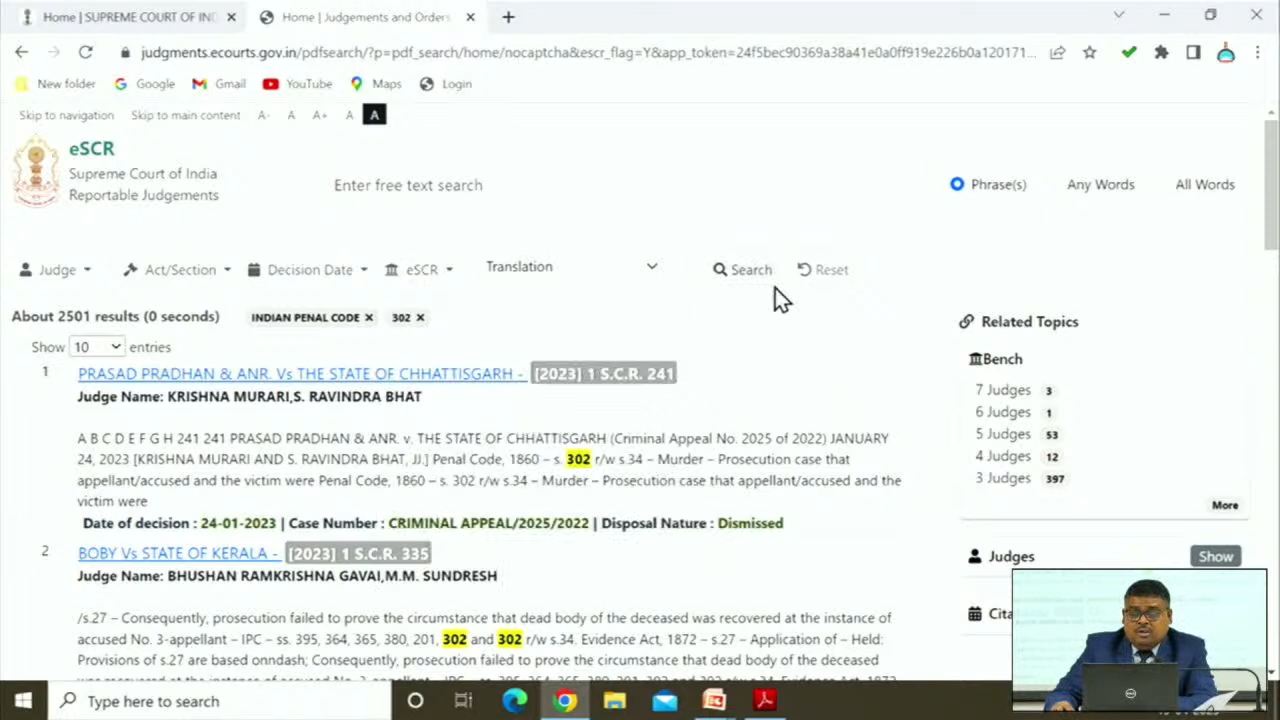 Home | SUPREME COURT OF IND
Home | Judgements and Orders
judgments.ecourts.gov.in/pdfsearch/?p=pdf_search/home/nocaptcha&escr_flag=Y&app_token=24f5bec90369a38a41e0a0ff919e226b0a120171...
New folder Google Gmail YouTube Maps Login
Skip to navigation Skip to main content A- A A+ A A
eSCR
Supreme Court of India
Reportable Judgements
Enter free text search
Phrase(s) Any Words All Words
Judge Act/Section Decision Date eSCR Translation Search Reset
About 2501 results (0 seconds) INDIAN PENAL CODE × 302 ×
Show 10 entries
1 PRASAD PRADHAN & ANR. Vs THE STATE OF CHHATTISGARH - [2023] 1 S.C.R. 241
Judge Name: KRISHNA MURARI,S. RAVINDRA BHAT
A B C D E F G H 241 241 PRASAD PRADHAN & ANR. v. THE STATE OF CHHATTISGARH (Criminal Appeal No. 2025 of 2022) JANUARY
24, 2023 [KRISHNA MURARI AND S. RAVINDRA BHAT, JJ.] Penal Code, 1860 – s. 302 r/w s.34 – Murder – Prosecution case that
appellant/accused and the victim were Penal Code, 1860 – s. 302 r/w s.34 – Murder – Prosecution case that appellant/accused and the
victim were
Date of decision : 24-01-2023 | Case Number : CRIMINAL APPEAL/2025/2022 | Disposal Nature : Dismissed
2 BOBY Vs STATE OF KERALA - [2023] 1 S.C.R. 335
Judge Name: BHUSHAN RAMKRISHNA GAVAI,M.M. SUNDRESH
/s.27 – Consequently, prosecution failed to prove the circumstance that dead body of the deceased was recovered at the instance of
accused No. 3-appellant – IPC – ss. 395, 364, 365, 380, 201, 302 and 302 r/w s.34. Evidence Act, 1872 – s.27 – Application of – Held:
Provisions of s.27 are based onndash; Consequently, prosecution failed to prove the circumstance that dead body of the deceased
Related Topics
Bench
7 Judges 3
6 Judges 1
5 Judges 53
4 Judges 12
3 Judges 397
More
Judges Show
Cita
Type here to search